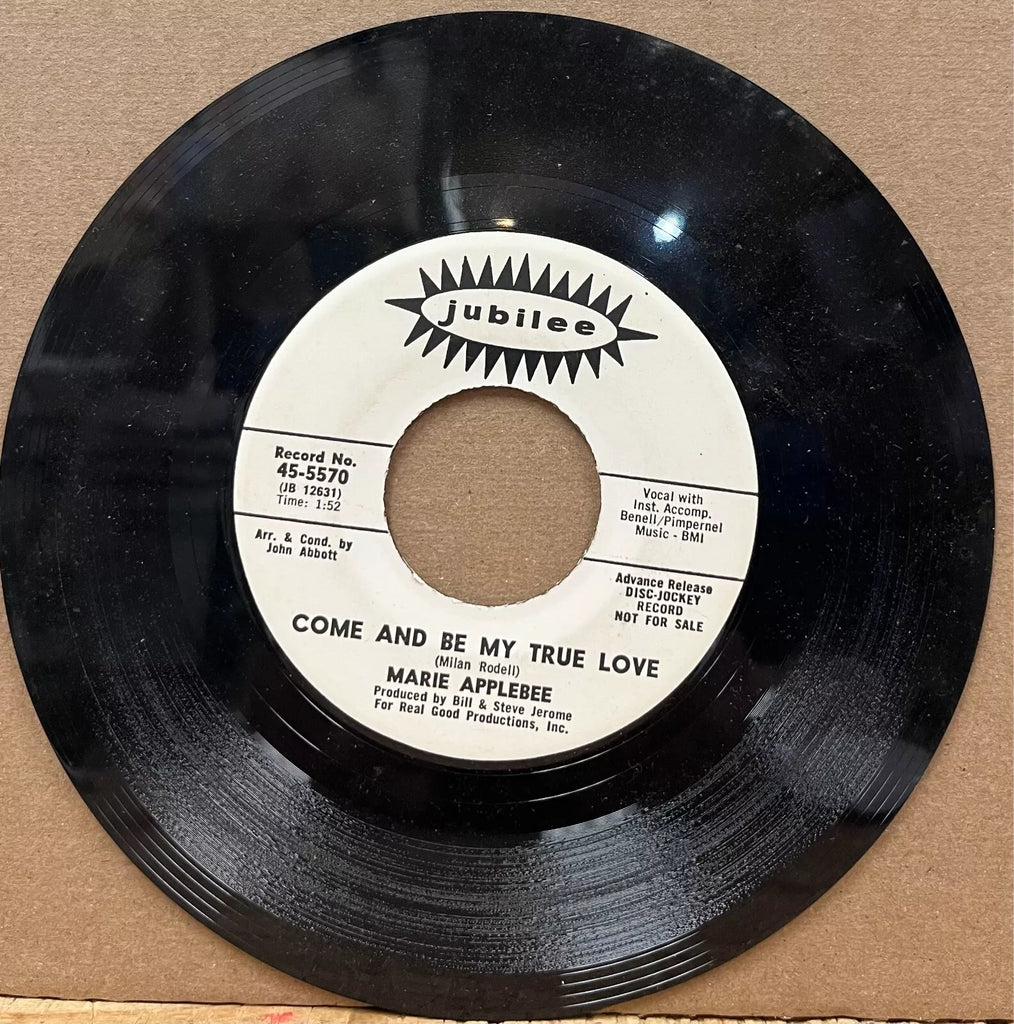 jubilee
Record No.
45-5570
(JB 12631)
Time: 1:52
Arr. & Cond. by
John Abbott
Vocal with
Inst. Accomp.
Benell/Pimpernel
Music - BMI
Advance Release
DISC-JOCKEY
RECORD
NOT FOR SALE
COME AND BE MY TRUE LOVE
(Milan Rodell)
MARIE APPLEBEE
Produced by Bill & Steve Jerome
For Real Good Productions, Inc.